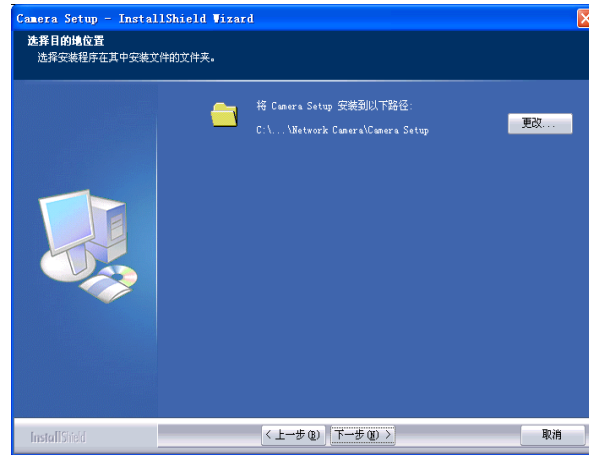 Camera Setup - InstallShield Wizard
选择目的地位置
选择安装程序在其中安装文件的文件夹。
将 Camera Setup 安装到以下路径:
C:\...\Network Camera\Camera Setup
更改...
InstallShield
< 上一步(B)
下一步(N) >
取消